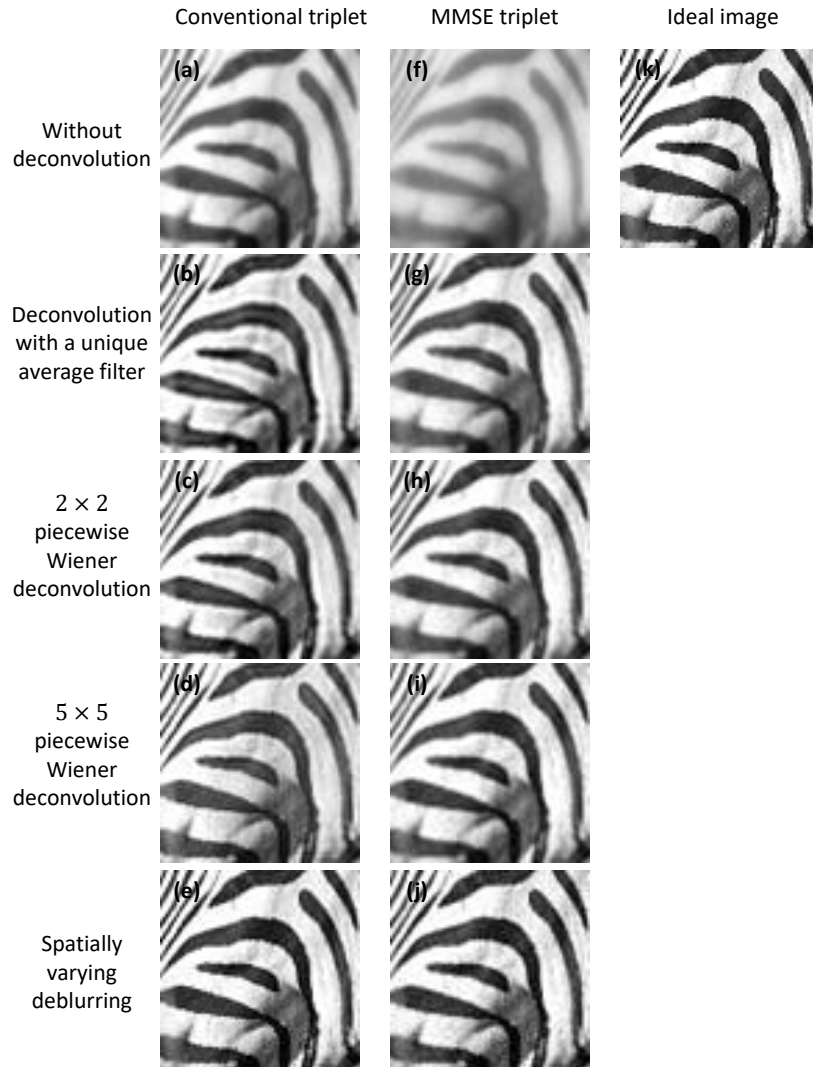 Conventional triplet MMSE triplet Ideal image
(a) (f) (k)
Without
deconvolution
(b) (g)
Deconvolution
with a unique
average filter
(c) (h)
2 × 2
piecewise
Wiener
deconvolution
(d) (i)
5 × 5
piecewise
Wiener
deconvolution
(e) (j)
Spatially
varying
deblurring